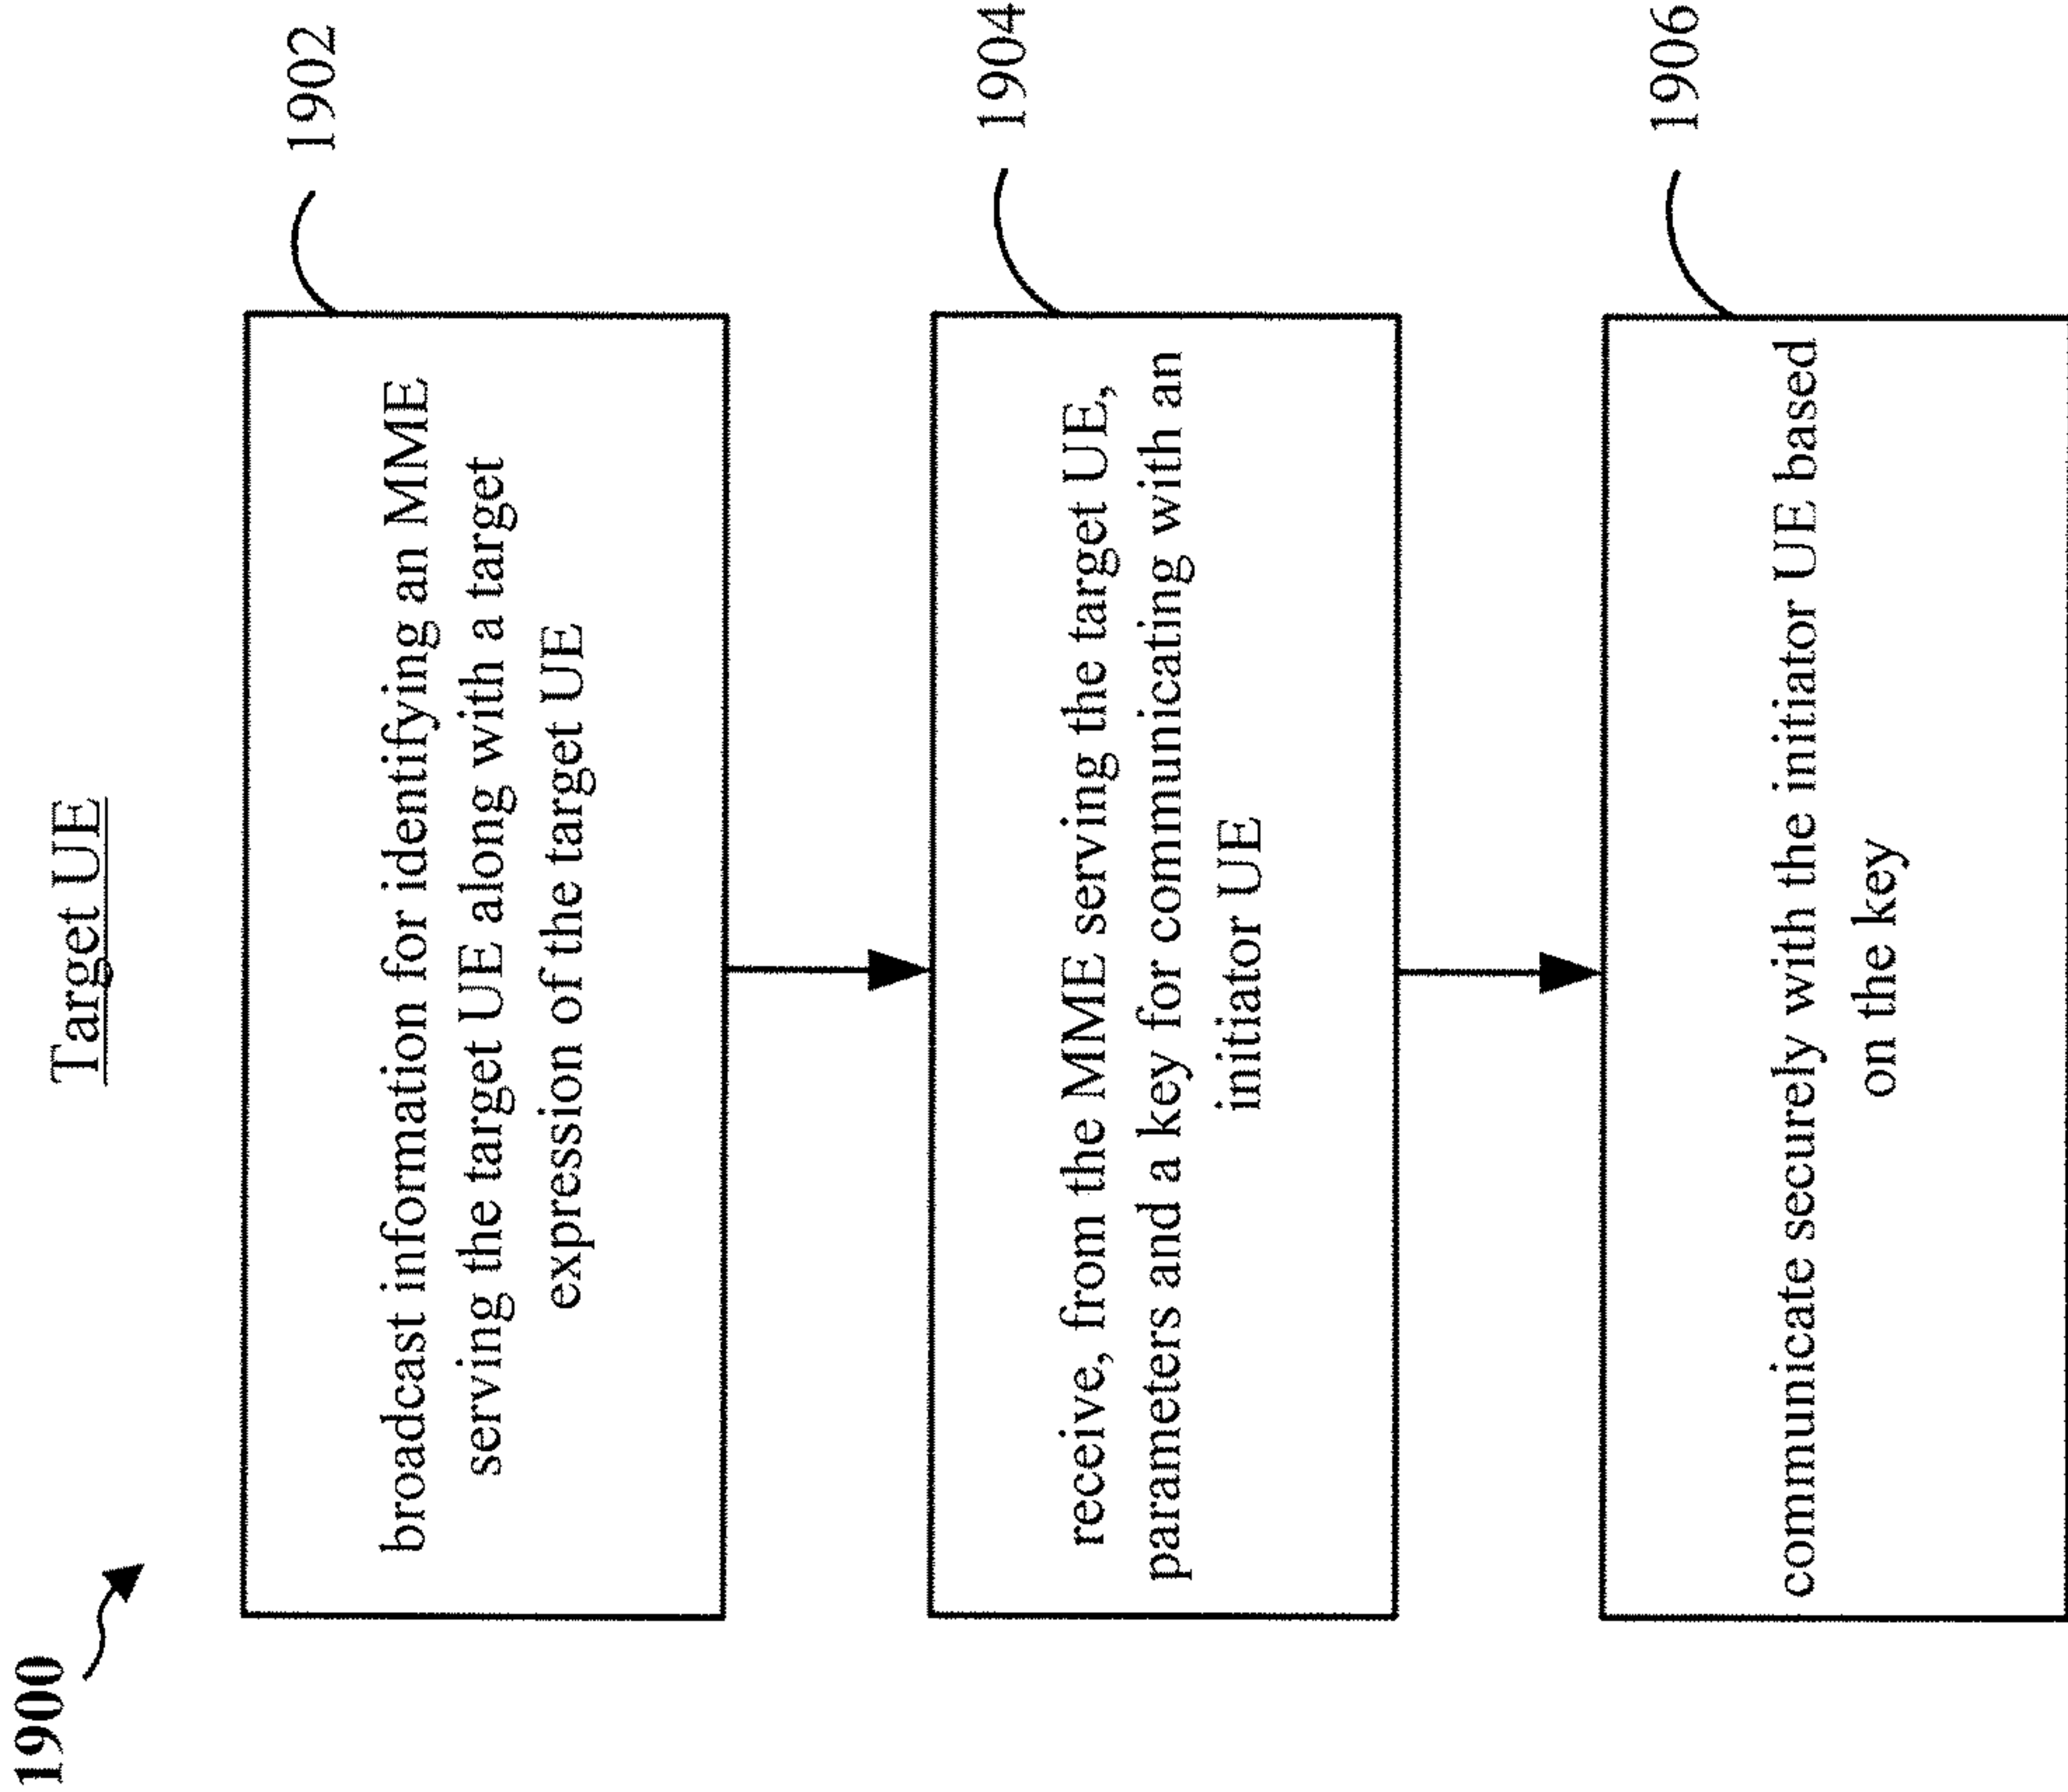 1900
Target UE
broadcast information for identifying an MME
serving the target UE along with a target
expression of the target UE
1902
receive, from the MME serving the target UE,
parameters and a key for communicating with an
initiator UE
1904
communicate securely with the initiator UE based
on the key
1906